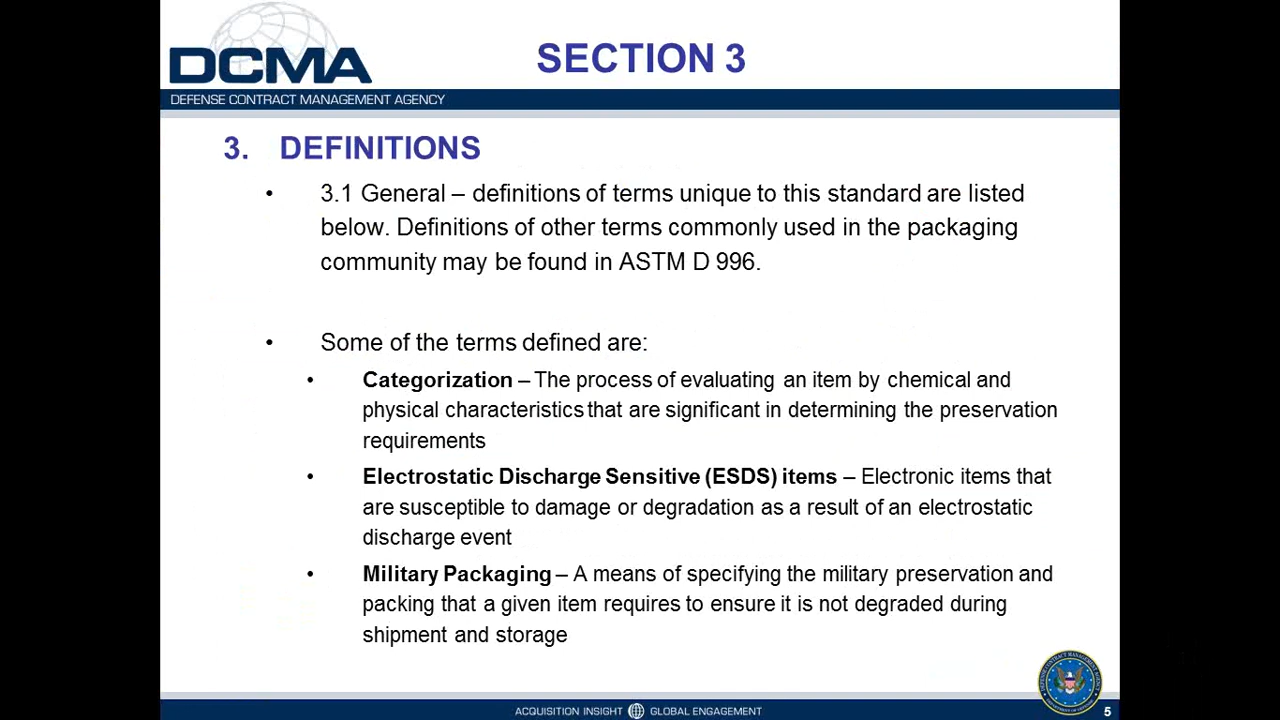 DCMA
DEFENSE CONTRACT MANAGEMENT AGENCY
SECTION 3
3. DEFINITIONS
• 3.1 General – definitions of terms unique to this standard are listed
below. Definitions of other terms commonly used in the packaging
community may be found in ASTM D 996.
• Some of the terms defined are:
• Categorization – The process of evaluating an item by chemical and
physical characteristics that are significant in determining the preservation
requirements
• Electrostatic Discharge Sensitive (ESDS) items – Electronic items that
are susceptible to damage or degradation as a result of an electrostatic
discharge event
• Military Packaging – A means of specifying the military preservation and
packing that a given item requires to ensure it is not degraded during
shipment and storage
ACQUISITION INSIGHT GLOBAL ENGAGEMENT
5